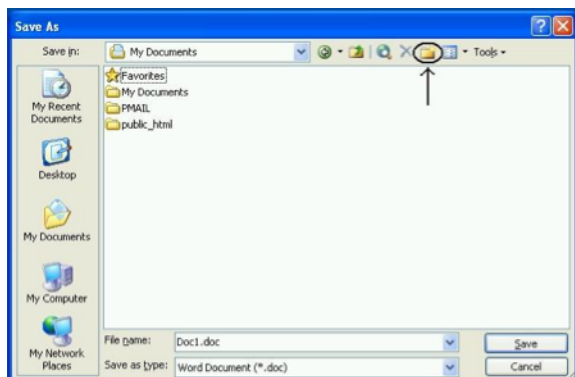 Save As
Save in:
My Documents
Tools
Favorites
My Documents
PMAIL
public_html
My Recent
Documents
Desktop
My Documents
My Computer
My Network
Places
File name:
Doc1.doc
Save
Save as type:
Word Document (*.doc)
Cancel